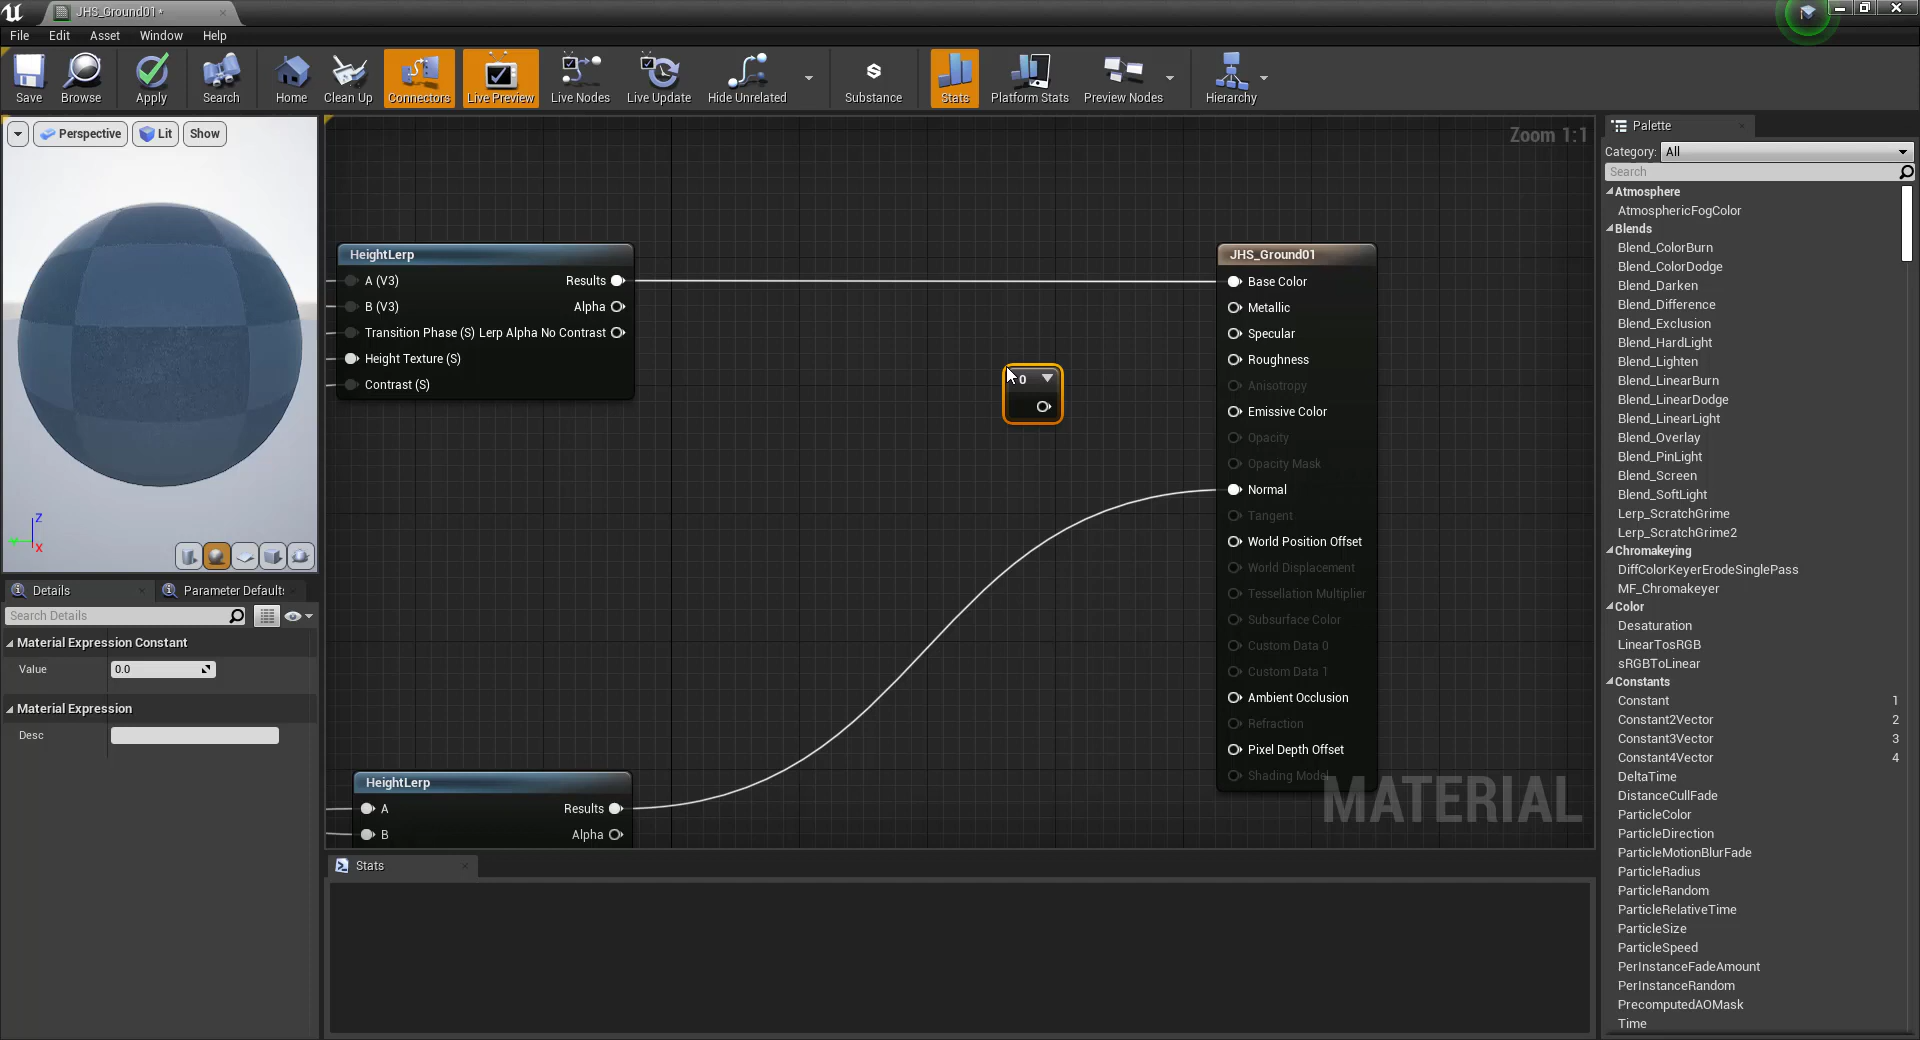 JHS_Ground01*
File Edit Asset Window Help
Save Browse Apply Search Home Clean Up Connectors Live Preview Live Nodes Live Update Hide Unrelated Substance Stats Platform Stats Preview Nodes Hierarchy
Perspective Lit Show
Z
Y
X
Details
Parameter Defaults
Search Details
Material Expression Constant
Value 0.0
Material Expression
Desc
Zoom 1:1
HeightLerp
A (V3) Results
B (V3) Alpha
Transition Phase (S) Lerp Alpha No Contrast
Height Texture (S)
Contrast (S)
0
JHS_Ground01
Base Color
Metallic
Specular
Roughness
Anisotropy
Emissive Color
Opacity
Opacity Mask
Normal
Tangent
World Position Offset
World Displacement
Tessellation Multiplier
Subsurface Color
Custom Data 0
Custom Data 1
Ambient Occlusion
Refraction
Pixel Depth Offset
Shading Model
MATERIAL
HeightLerp
A Results
B Alpha
Stats
Palette
Category: All
Search
Atmosphere
AtmosphericFogColor
Blends
Blend_ColorBurn
Blend_ColorDodge
Blend_Darken
Blend_Difference
Blend_Exclusion
Blend_HardLight
Blend_Lighten
Blend_LinearBurn
Blend_LinearDodge
Blend_LinearLight
Blend_Overlay
Blend_PinLight
Blend_Screen
Blend_SoftLight
Lerp_ScratchGrime
Lerp_ScratchGrime2
Chromakeying
DiffColorKeyerErodeSinglePass
MF_Chromakeyer
Color
Desaturation
LinearTosRGB
sRGBToLinear
Constants
Constant 1
Constant2Vector 2
Constant3Vector 3
Constant4Vector 4
DeltaTime
DistanceCullFade
ParticleColor
ParticleDirection
ParticleMotionBlurFade
ParticleRadius
ParticleRandom
ParticleRelativeTime
ParticleSize
ParticleSpeed
PerInstanceFadeAmount
PerInstanceRandom
PrecomputedAOMask
Time